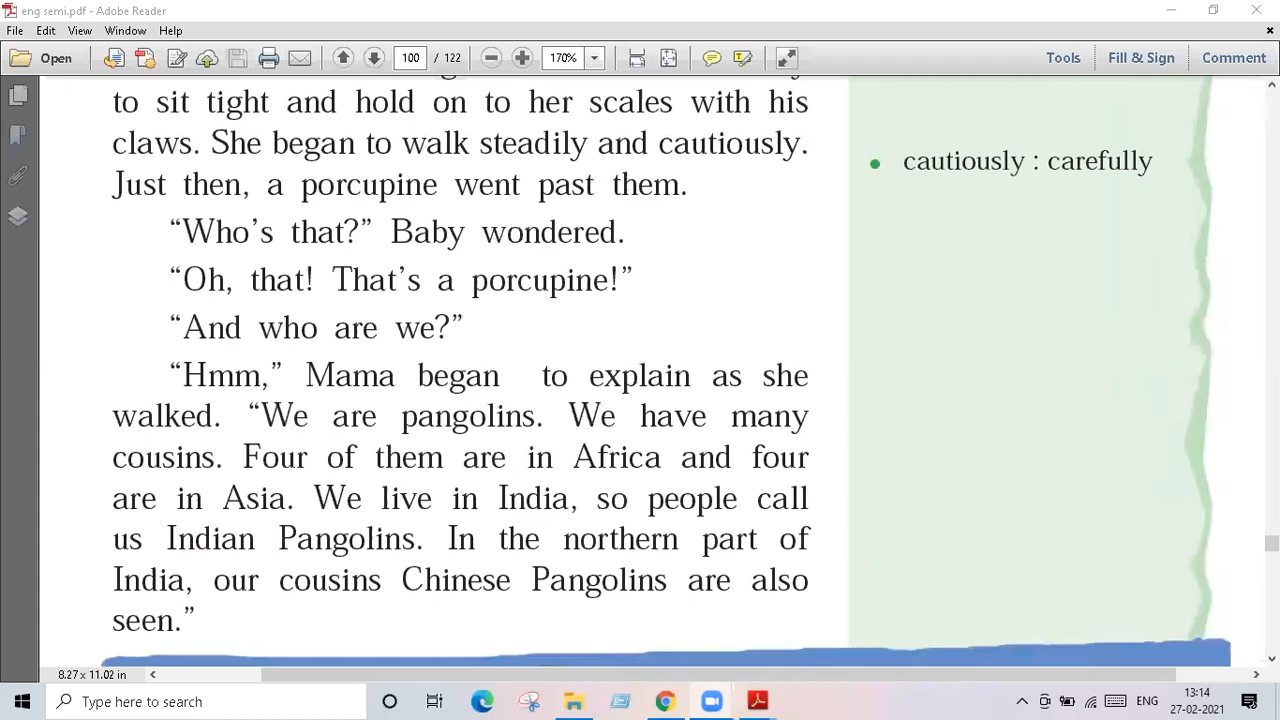 eng semi.pdf - Adobe Reader
File Edit View Window Help
Open 100 / 122 170% Tools Fill & Sign Comment
to sit tight and hold on to her scales with his
claws. She began to walk steadily and cautiously.
Just then, a porcupine went past them.
“Who’s that?” Baby wondered.
“Oh, that! That’s a porcupine!”
“And who are we?”
“Hmm,” Mama began to explain as she
walked. “We are pangolins. We have many
cousins. Four of them are in Africa and four
are in Asia. We live in India, so people call
us Indian Pangolins. In the northern part of
India, our cousins Chinese Pangolins are also
seen.”
• cautiously : carefully
8.27 x 11.02 in
Type here to search
ENG
13:14
27-02-2021